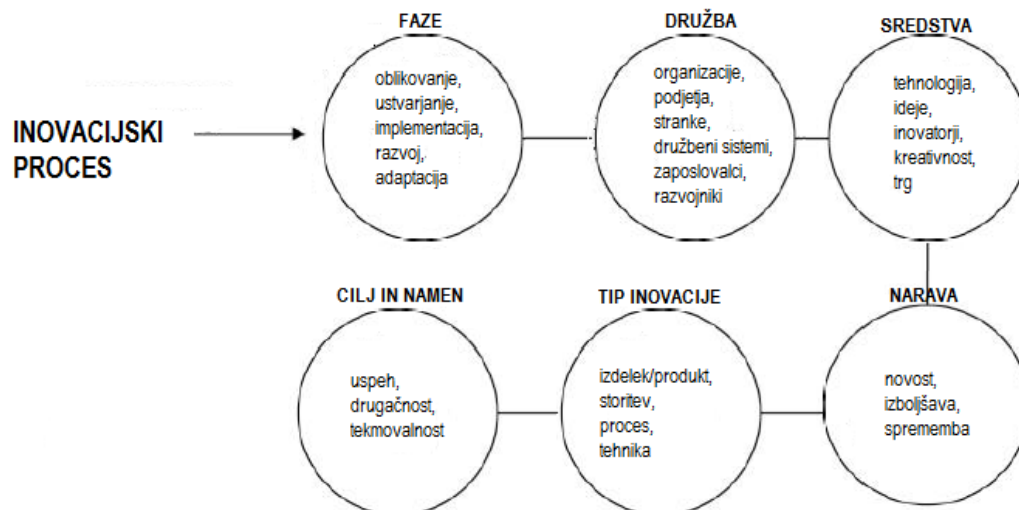 INOVACIJSKI
PROCES
FAZE
oblikovanje,
ustvarjanje,
implementacija,
razvoj,
adaptacija
DRUŽBA
organizacije,
podjetja,
stranke,
družbeni sistemi,
zaposlovalci,
razvojniki
SREDSTVA
tehnologija,
ideje,
inovatorji,
kreativnost,
trg
CILJ IN NAMEN
uspeh,
drugačnost,
tekmovalnost
TIP INOVACIJE
izdelek/produkt,
storitev,
proces,
tehnika
NARAVA
novost,
izboljšava,
sprememba